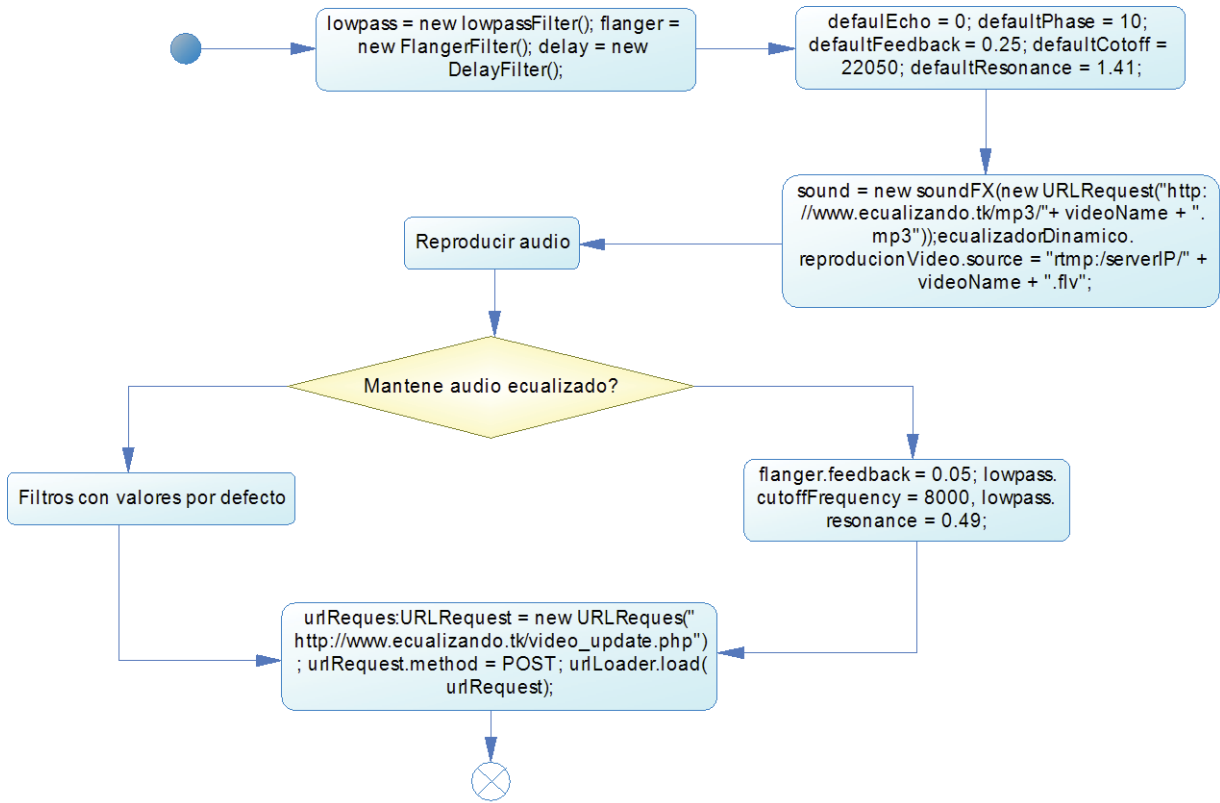 lowpass = new lowpassFilter(); flanger =
new FlangerFilter(); delay = new
DelayFilter();
defaulEcho = 0; defaultPhase = 10;
defaultFeedback = 0.25; defaultCotoff =
22050; defaultResonance = 1.41;
sound = new soundFX(new URLRequest("http:
//www.ecualizando.tk/mp3/"+ videoName + ".
mp3"));ecualizadorDinamico.
reproducionVideo.source = "rtmp:/serverIP/" +
videoName + ".flv";
Reproducir audio
Mantene audio ecualizado?
Filtros con valores por defecto
flanger.feedback = 0.05; lowpass.
cutoffFrequency = 8000, lowpass.
resonance = 0.49;
urlReques:URLRequest = new URLReques("
http://www.ecualizando.tk/video_update.php")
; urlRequest.method = POST; urlLoader.load(
urlRequest);